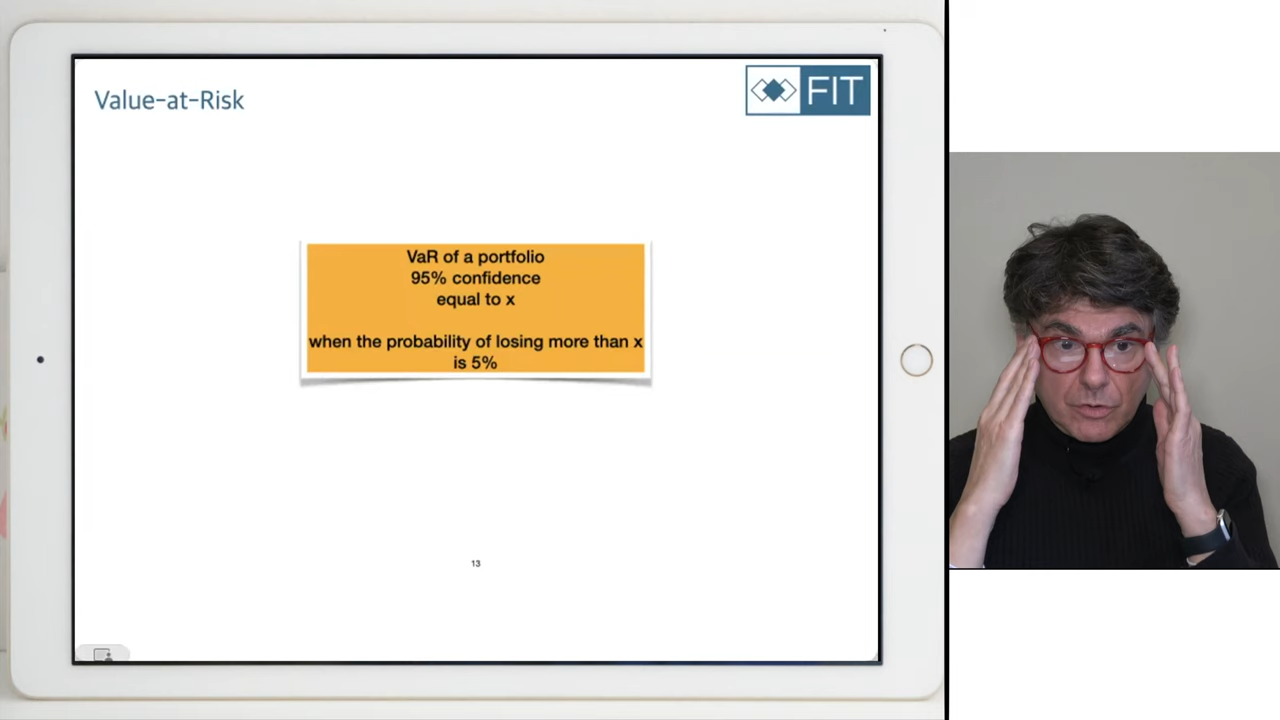 Value-at-Risk
FIT
VaR of a portfolio
95% confidence
equal to x
when the probability of losing more than x
is 5%
13